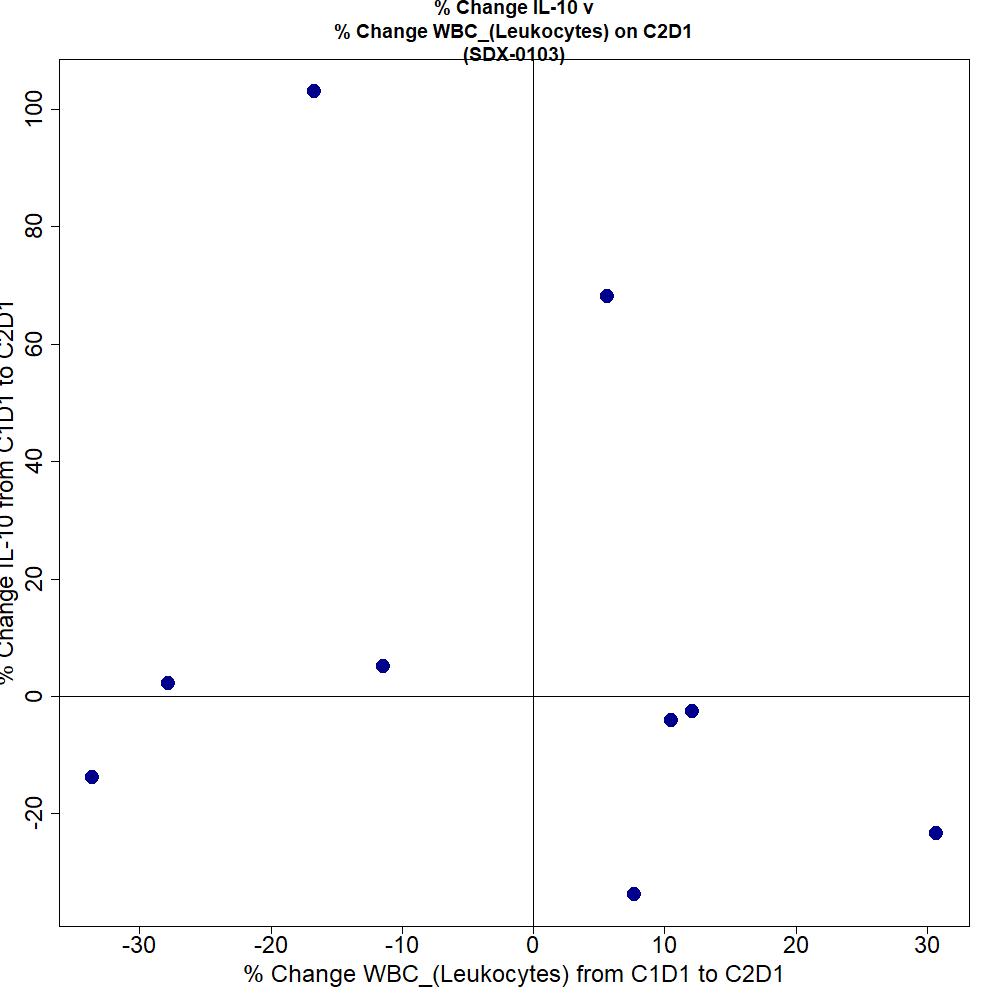 % Change IL-10 v
% Change WBC_(Leukocytes) on C2D1
(SDX-0103)
100
80
60
40
20
0
-20
% Change IL-10 from C1D1 to C2D1
-30
-20
-10
0
10
20
30
% Change WBC_(Leukocytes) from C1D1 to C2D1